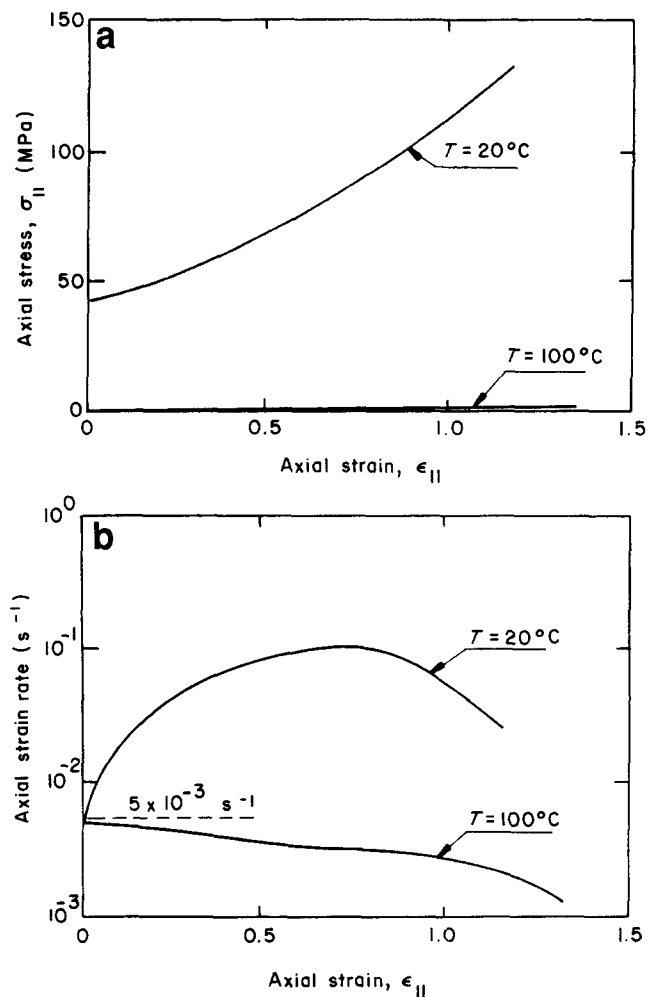 a
150
100
50
0
Axial stress, σ11 (MPa)
T = 20°C
T = 100°C
0
0.5
1.0
1.5
Axial strain, ϵ11
b
10⁰
10⁻¹
10⁻²
10⁻³
Axial strain rate (s⁻¹)
T = 20°C
5 x 10⁻³ s⁻¹
T = 100°C
0
0.5
1.0
1.5
Axial strain, ϵ11